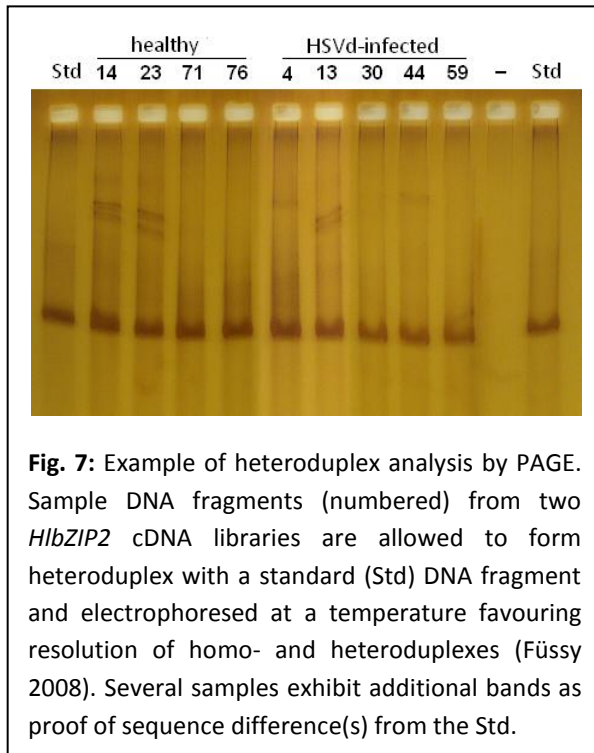 healthy HSVd-infected
Std 14 23 71 76 4 13 30 44 59 – Std
Fig. 7: Example of heteroduplex analysis by PAGE.
Sample DNA fragments (numbered) from two
HlbZIP2 cDNA libraries are allowed to form
heteroduplex with a standard (Std) DNA fragment
and electrophoresed at a temperature favouring
resolution of homo- and heteroduplexes (Füssy
2008). Several samples exhibit additional bands as
proof of sequence difference(s) from the Std.